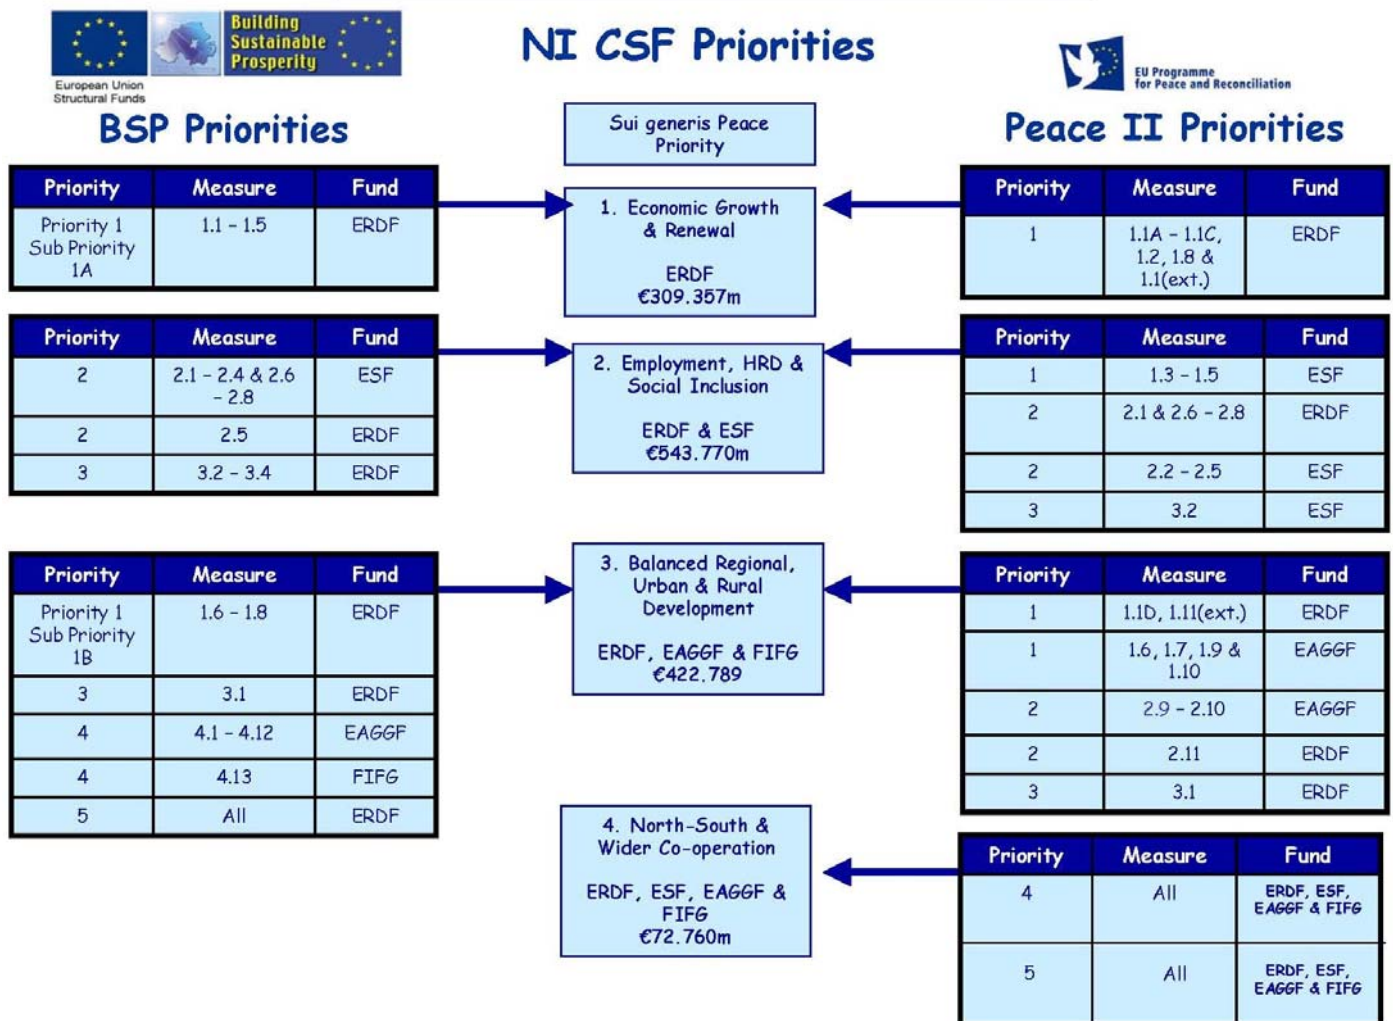 Building
Sustainable
Prosperity
European Union
Structural Funds
NI CSF Priorities
EU Programme
for Peace and Reconciliation
BSP Priorities
Sui generis Peace
Priority
Peace II Priorities
Priority Measure Fund
Priority 1
Sub Priority
1A
1.1 – 1.5
ERDF
1. Economic Growth
& Renewal
ERDF
€309.357m
Priority Measure Fund
1
1.1A – 1.1C,
1.2, 1.8 &
1.1(ext.)
ERDF
Priority Measure Fund
2
2.1 – 2.4 & 2.6
– 2.8
ESF
2 2.5 ERDF
3 3.2 – 3.4 ERDF
2. Employment, HRD &
Social Inclusion
ERDF & ESF
€543.770m
Priority Measure Fund
1 1.3 – 1.5 ESF
2 2.1 & 2.6 – 2.8 ERDF
2 2.2 – 2.5 ESF
3 3.2 ESF
Priority Measure Fund
Priority 1
Sub Priority
1B
1.6 – 1.8
ERDF
3 3.1 ERDF
4 4.1 – 4.12 EAGGF
4 4.13 FIFG
5 All ERDF
3. Balanced Regional,
Urban & Rural
Development
ERDF, EAGGF & FIFG
€422.789
Priority Measure Fund
1 1.1D, 1.11(ext.) ERDF
1
1.6, 1.7, 1.9 &
1.10
EAGGF
2 2.9 – 2.10 EAGGF
2 2.11 ERDF
3 3.1 ERDF
4. North-South &
Wider Co-operation
ERDF, ESF, EAGGF &
FIFG
€72.760m
Priority Measure Fund
4 All
ERDF, ESF,
EAGGF & FIFG
5 All
ERDF, ESF,
EAGGF & FIFG